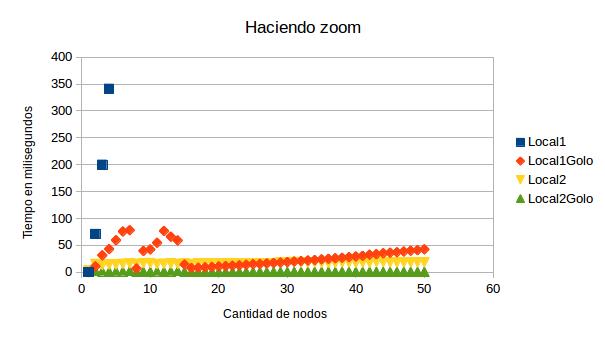 Haciendo zoom
Tiempo en milisegundos
400
350
300
250
200
150
100
50
0
0 10 20 30 40 50 60
Cantidad de nodos
Local1
Local1Golo
Local2
Local2Golo